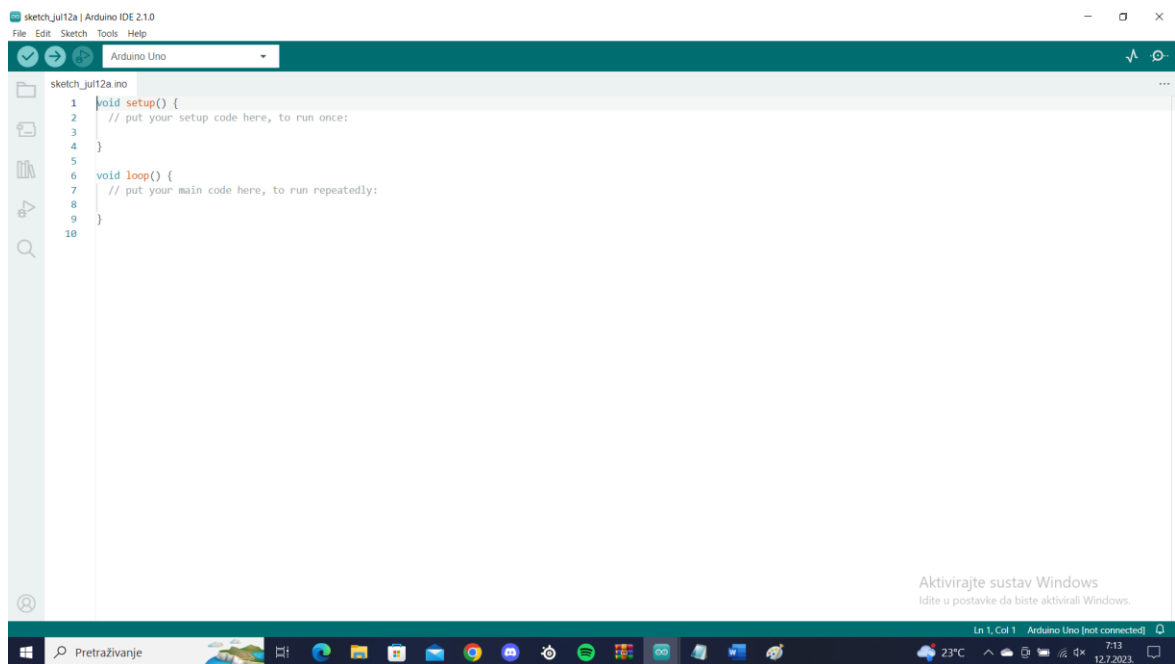 sketch_jul12a | Arduino IDE 2.1.0
File Edit Sketch Tools Help
Arduino Uno
sketch_jul12a.ino
1 void setup() {
2 // put your setup code here, to run once:
3
4 }
5
6 void loop() {
7 // put your main code here, to run repeatedly:
8
9 }
10
Aktivirajte sustav Windows
Idite u postavke da biste aktivirali Windows.
Ln 1, Col 1 Arduino Uno [not connected]
Pretraživanje
23°C
7:13
12.7.2023.